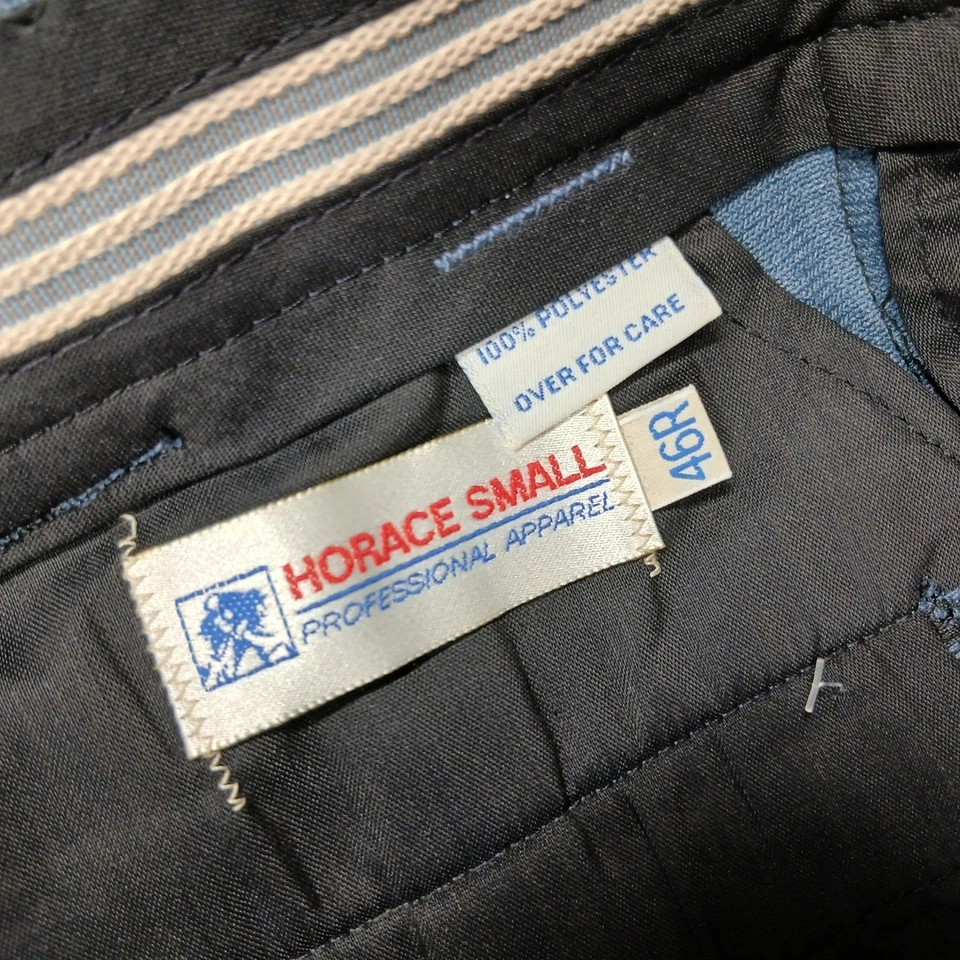 100% POLYESTER
OVER FOR CARE
46R
HORACE SMALL
PROFESSIONAL APPAREL